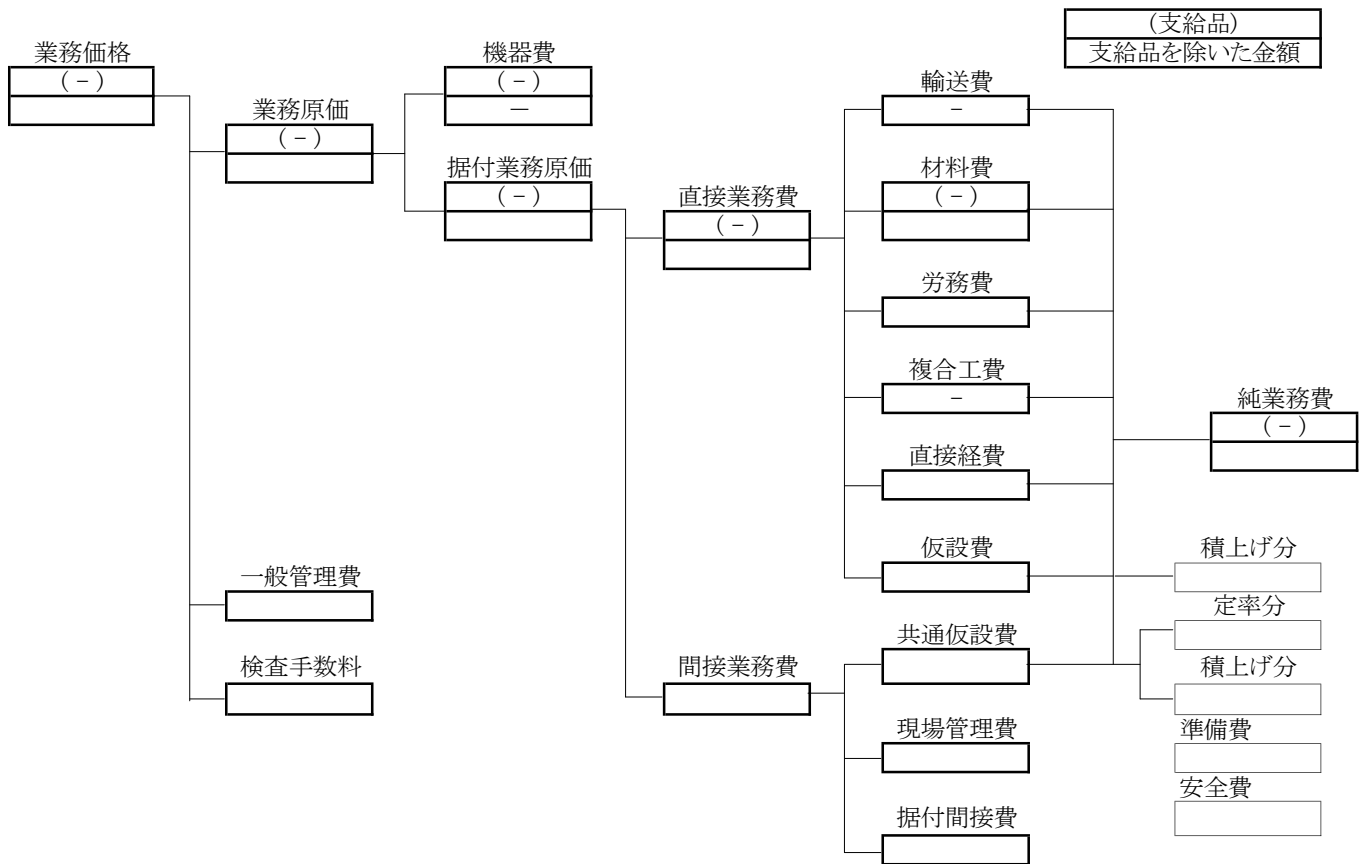 (支給品)
支給品を除いた金額
業務価格
(-)
業務原価
(-)
機器費
(-)
-
据付業務原価
(-)
直接業務費
(-)
輸送費
-
材料費
(-)
労務費
複合工費
-
直接経費
純業務費
(-)
仮設費
積上げ分
定率分
一般管理費
共通仮設費
積上げ分
検査手数料
間接業務費
現場管理費
準備費
安全費
据付間接費